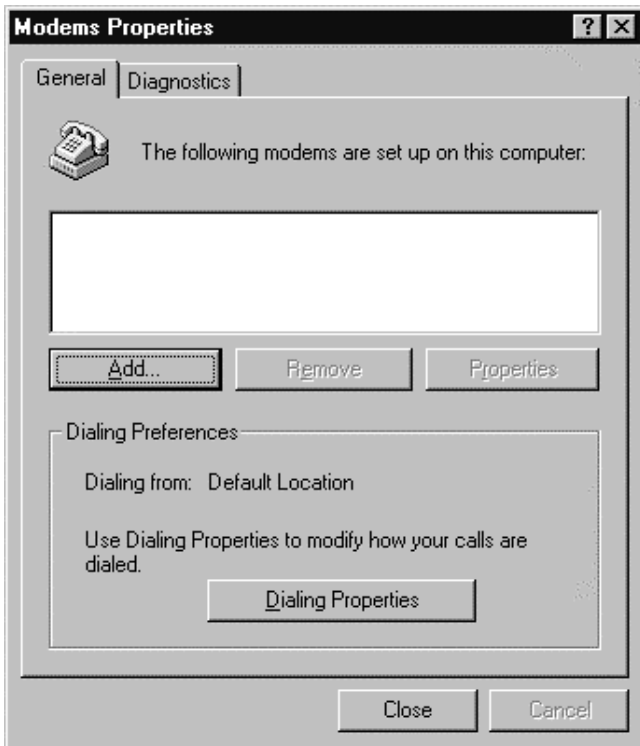 Modems Properties
General
Diagnostics
The following modems are set up on this computer:
Add...
Remove
Properties
Dialing Preferences
Dialing from: Default Location
Use Dialing Properties to modify how your calls are
dialed.
Dialing Properties
Close
Cancel